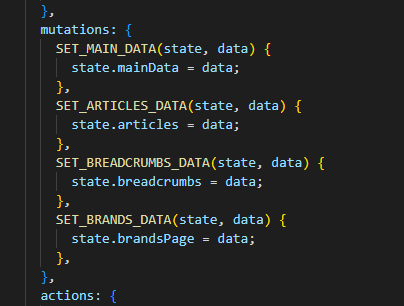 },
mutations: {
SET_MAIN_DATA(state, data) {
state.mainData = data;
},
SET_ARTICLES_DATA(state, data) {
state.articles = data;
},
SET_BREADCRUMBS_DATA(state, data) {
state.breadcrumbs = data;
},
SET_BRANDS_DATA(state, data) {
state.brandsPage = data;
},
},
actions: {